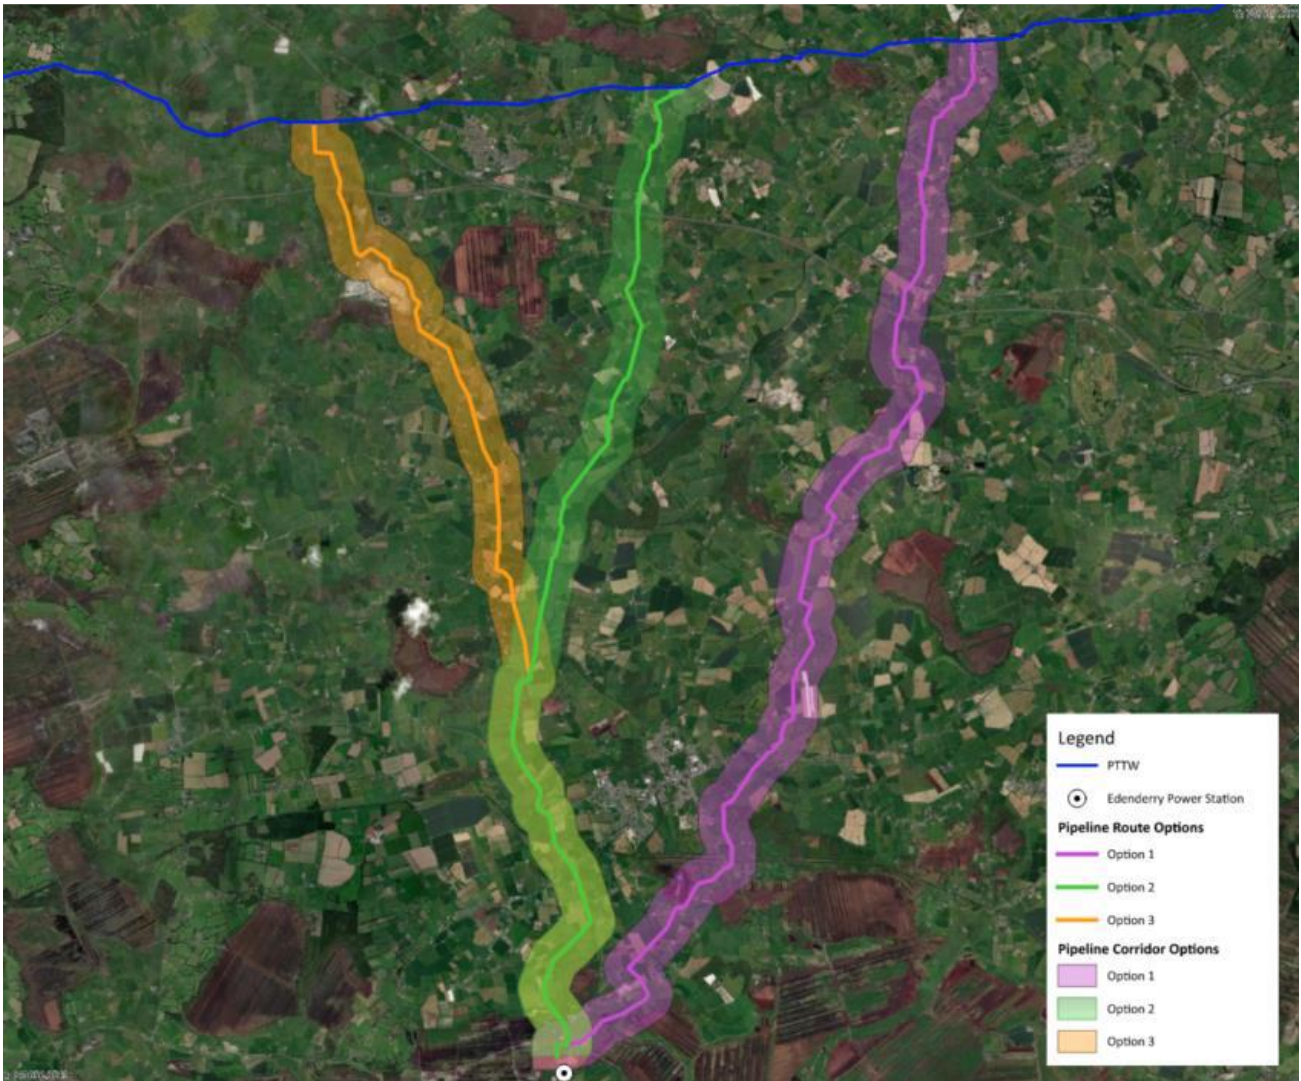 Legend
PTTW
Edenderry Power Station
Pipeline Route Options
Option 1
Option 2
Option 3
Pipeline Corridor Options
Option 1
Option 2
Option 3